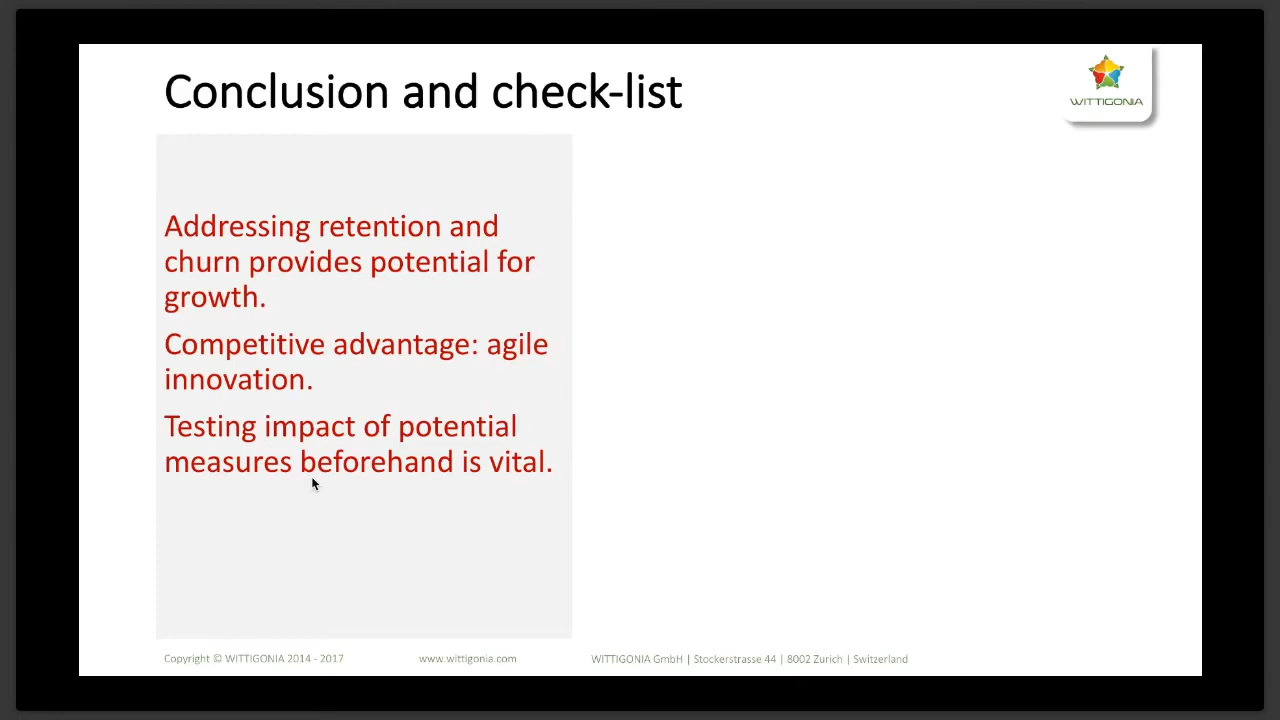 Conclusion and check-list
WITTIGONIA
Addressing retention and
churn provides potential for
growth.
Competitive advantage: agile
innovation.
Testing impact of potential
measures beforehand is vital.
Copyright © WITTIGONIA 2014 - 2017
www.wittigonia.com
WITTIGONIA GmbH | Stockerstrasse 44 | 8002 Zurich | Switzerland